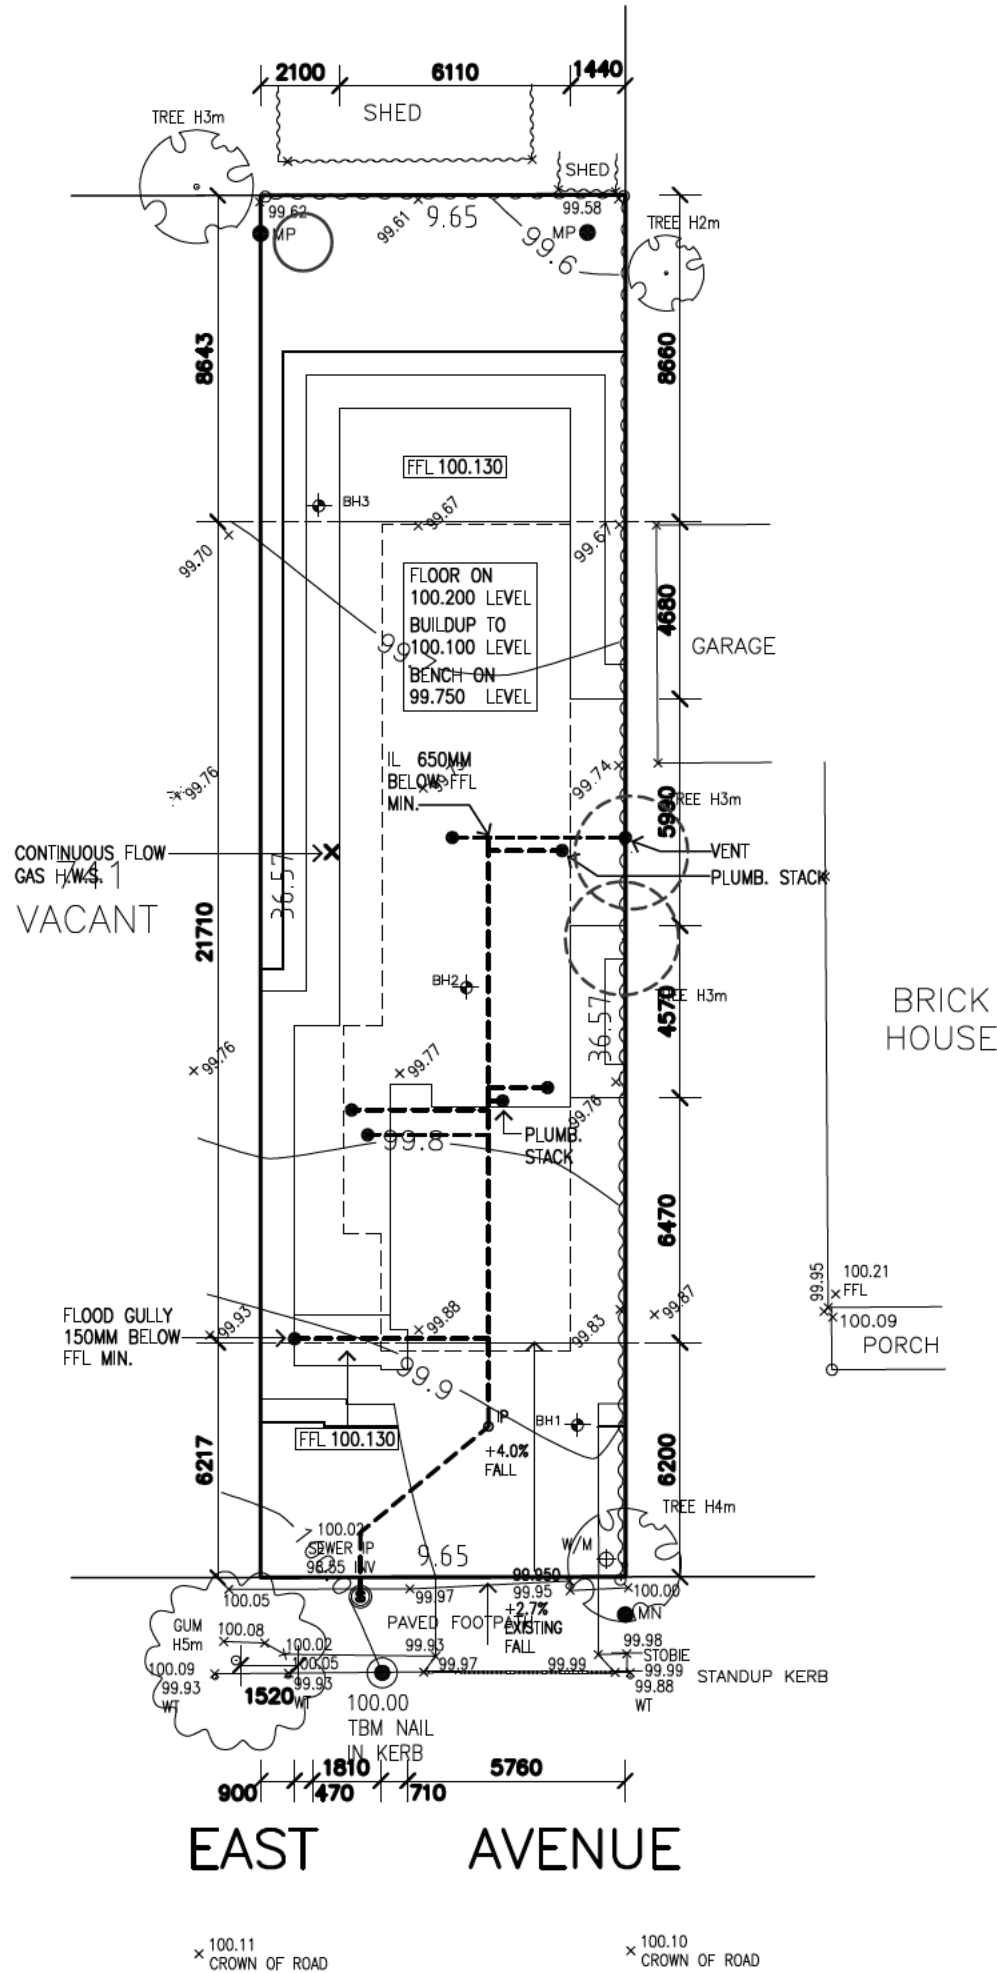 2100
6110
1440
TREE H3m
SHED
SHED
99.62
99.61
9.65
99.58
MP
MP
99.6
TREE H2m
8643
8660
FFL 100.130
BH3
99.67
99.67
99.70
FLOOR ON
100.200 LEVEL
BUILDUP TO
100.100 LEVEL
BENCH ON
99.750 LEVEL
4680
GARAGE
IL 650MM
BELOW FFL
MIN.
99.76
99.74
5990
TREE H3m
CONTINUOUS FLOW
GAS H.W.S.
VACANT
36.57
VENT
PLUMB. STACK
21710
BH2
36.57
4570
TREE H3m
BRICK
HOUSE
99.76
99.77
99.76
PLUMB.
STACK
99.8
6470
99.95
100.21
FFL
100.09
PORCH
FLOOD GULLY
150MM BELOW
FFL MIN.
99.93
99.88
99.83
99.87
99.9
IP
BH1
FFL 100.130
+4.0%
FALL
6217
6200
TREE H4m
100.02
SEWER IP
98.55 INV
9.65
W/M
99.950
99.95
100.00
100.05
99.97
+2.7%
EXISTING
FALL
PAVED FOOTPATH
MN
GUM
H5m
100.08
100.02
99.93
99.98
STOBIE
100.09
99.93
WT
100.05
99.93
WT
1520
99.97
99.99
99.99
99.88
WT
STANDUP KERB
100.00
TBM NAIL
IN KERB
1810
5760
900
470
710
EAST AVENUE
100.11
CROWN OF ROAD
100.10
CROWN OF ROAD